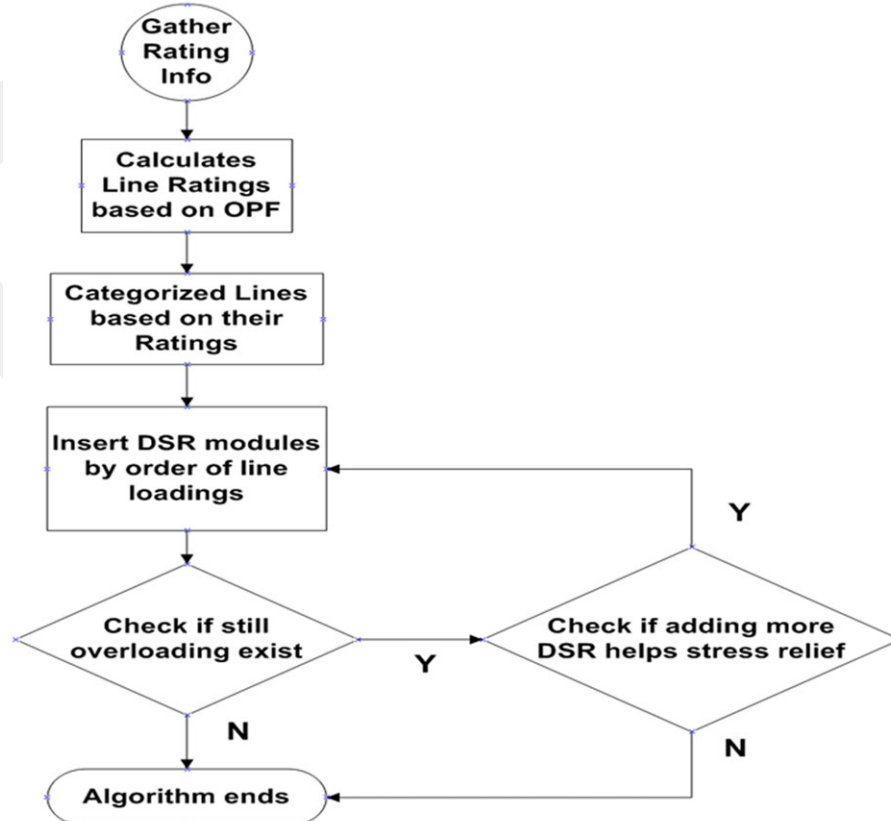 Gather
Rating
Info
Calculates
Line Ratings
based on OPF
Categorized Lines
based on their
Ratings
Insert DSR modules
by order of line
loadings
Y
Check if still
overloading exist
Y
Check if adding more
DSR helps stress relief
N
N
Algorithm ends